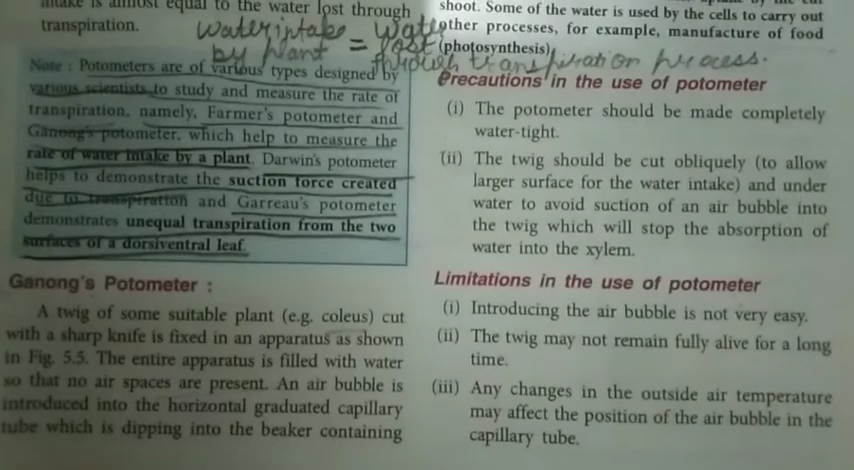 intake is almost equal to the water lost through
transpiration.
water intake by plant = water lost through transpiration process.
Note : Potometers are of various types designed by
various scientists to study and measure the rate of
transpiration, namely, Farmer's potometer and
Ganong's potometer, which help to measure the
rate of water intake by a plant. Darwin's potometer
helps to demonstrate the suction force created
due to transpiration and Garreau's potometer
demonstrates unequal transpiration from the two
surfaces of a dorsiventral leaf.
Ganong's Potometer :
A twig of some suitable plant (e.g. coleus) cut
with a sharp knife is fixed in an apparatus as shown
in Fig. 5.5. The entire apparatus is filled with water
so that no air spaces are present. An air bubble is
introduced into the horizontal graduated capillary
tube which is dipping into the beaker containing
shoot. Some of the water is used by the cells to carry out
other processes, for example, manufacture of food
(photosynthesis).
Precautions in the use of potometer
(i) The potometer should be made completely
water-tight.
(ii) The twig should be cut obliquely (to allow
larger surface for the water intake) and under
water to avoid suction of an air bubble into
the twig which will stop the absorption of
water into the xylem.
Limitations in the use of potometer
(i) Introducing the air bubble is not very easy.
(ii) The twig may not remain fully alive for a long
time.
(iii) Any changes in the outside air temperature
may affect the position of the air bubble in the
capillary tube.